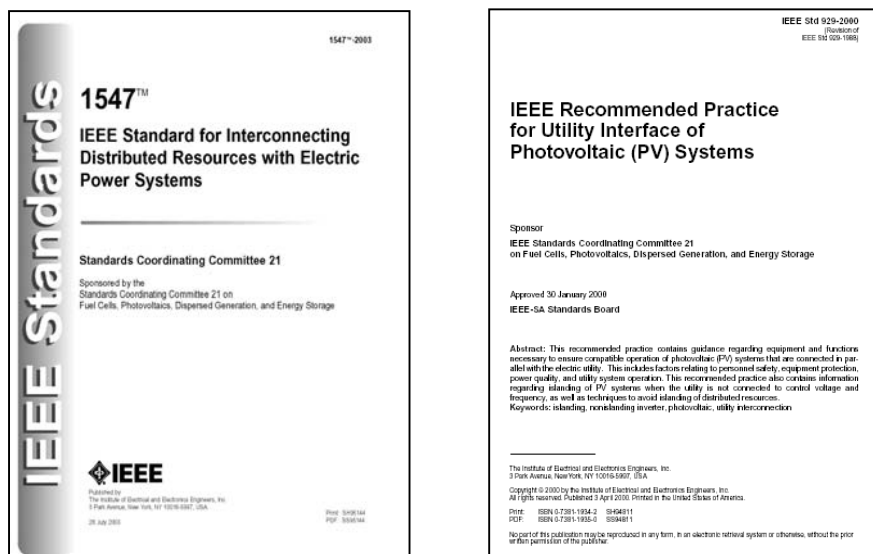 1547™-2003
IEEE Standards
1547™
IEEE Standard for Interconnecting
Distributed Resources with Electric
Power Systems
Standards Coordinating Committee 21
Sponsored by the
Standards Coordinating Committee 21 on
Fuel Cells, Photovoltaics, Dispersed Generation, and Energy Storage
IEEE
Published by
The Institute of Electrical and Electronics Engineers, Inc.
3 Park Avenue, New York, NY 10016-5997, USA
28 July 2003
Print: SH95144
PDF: SS95144
IEEE Std 929-2000
(Revision of
IEEE Std 929-1988)
IEEE Recommended Practice
for Utility Interface of
Photovoltaic (PV) Systems
Sponsor
IEEE Standards Coordinating Committee 21
on Fuel Cells, Photovoltaics, Dispersed Generation, and Energy Storage
Approved 30 January 2000
IEEE-SA Standards Board
Abstract: This recommended practice contains guidance regarding equipment and functions
necessary to ensure compatible operation of photovoltaic (PV) systems that are connected in par-
allel with the electric utility. This includes factors relating to personnel safety, equipment protection,
power quality, and utility system operation. This recommended practice also contains information
regarding islanding of PV systems when the utility is not connected to control voltage and
frequency, as well as techniques to avoid islanding of distributed resources.
Keywords: islanding, nonislanding inverter, photovoltaic, utility interconnection
The Institute of Electrical and Electronics Engineers, Inc.
3 Park Avenue, New York, NY 10016-5997, USA
Copyright © 2000 by the Institute of Electrical and Electronics Engineers, Inc.
All rights reserved. Published 3 April 2000. Printed in the United States of America.
Print: ISBN 0-7381-1934-2 SH94811
PDF: ISBN 0-7381-1935-0 SS94811
No part of this publication may be reproduced in any form, in an electronic retrieval system or otherwise, without the prior
written permission of the publisher.